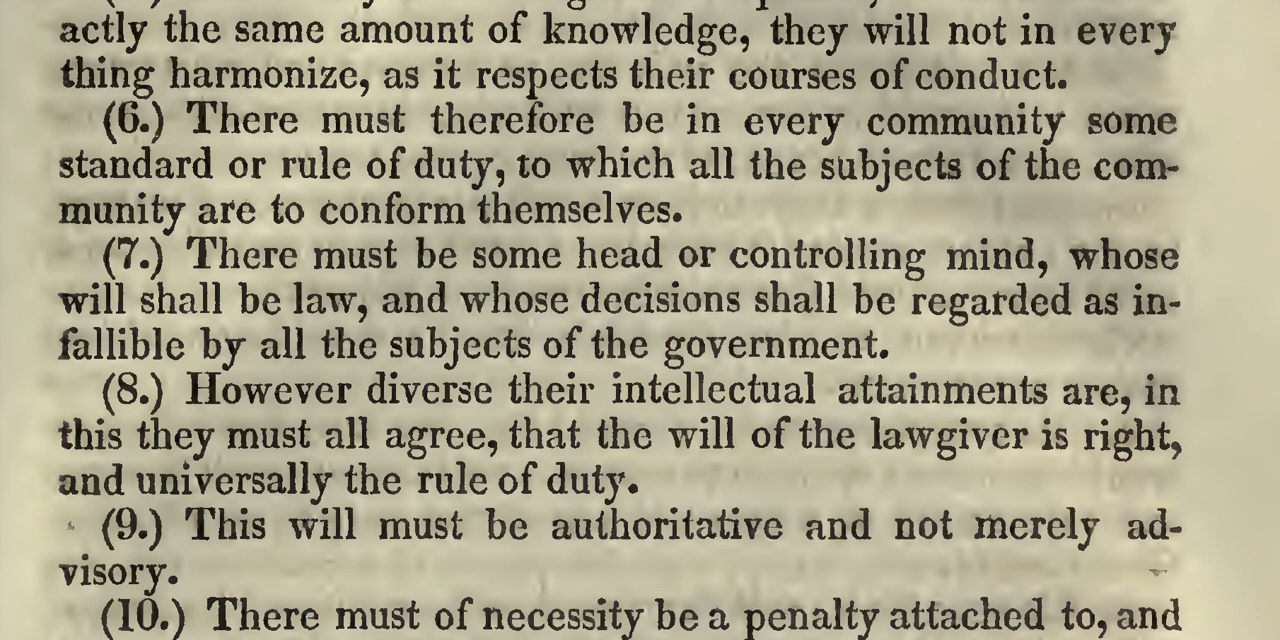 actly the same amount of knowledge, they will not in every
thing harmonize, as it respects their courses of conduct.
(6.) There must therefore be in every community some
standard or rule of duty, to which all the subjects of the com-
munity are to conform themselves.
(7.) There must be some head or controlling mind, whose
will shall be law, and whose decisions shall be regarded as in-
fallible by all the subjects of the government.
(8.) However diverse their intellectual attainments are, in
this they must all agree, that the will of the lawgiver is right,
and universally the rule of duty.
(9.) This will must be authoritative and not merely ad-
visory.
(10.) There must of necessity be a penalty attached to, and